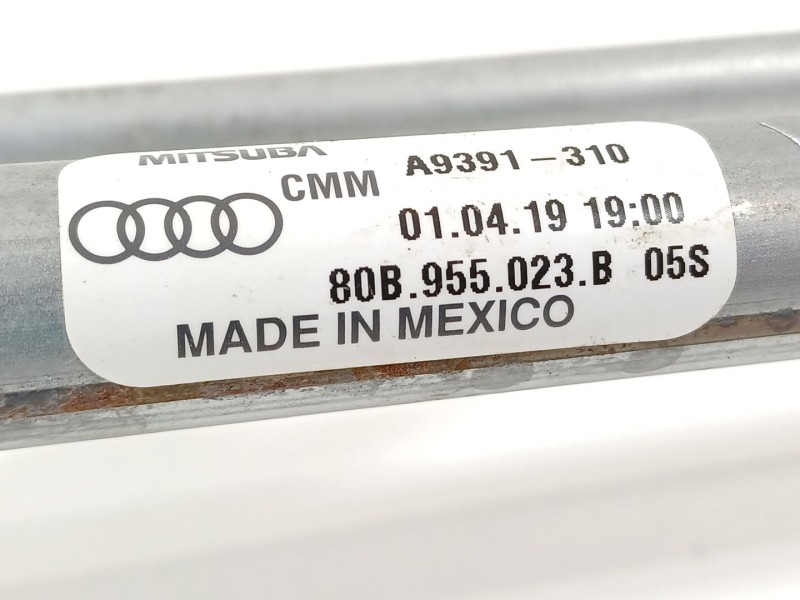 MITSUBA
CMM A9391-310
01.04.19 19:00
80B.955.023.B 05S
MADE IN MEXICO